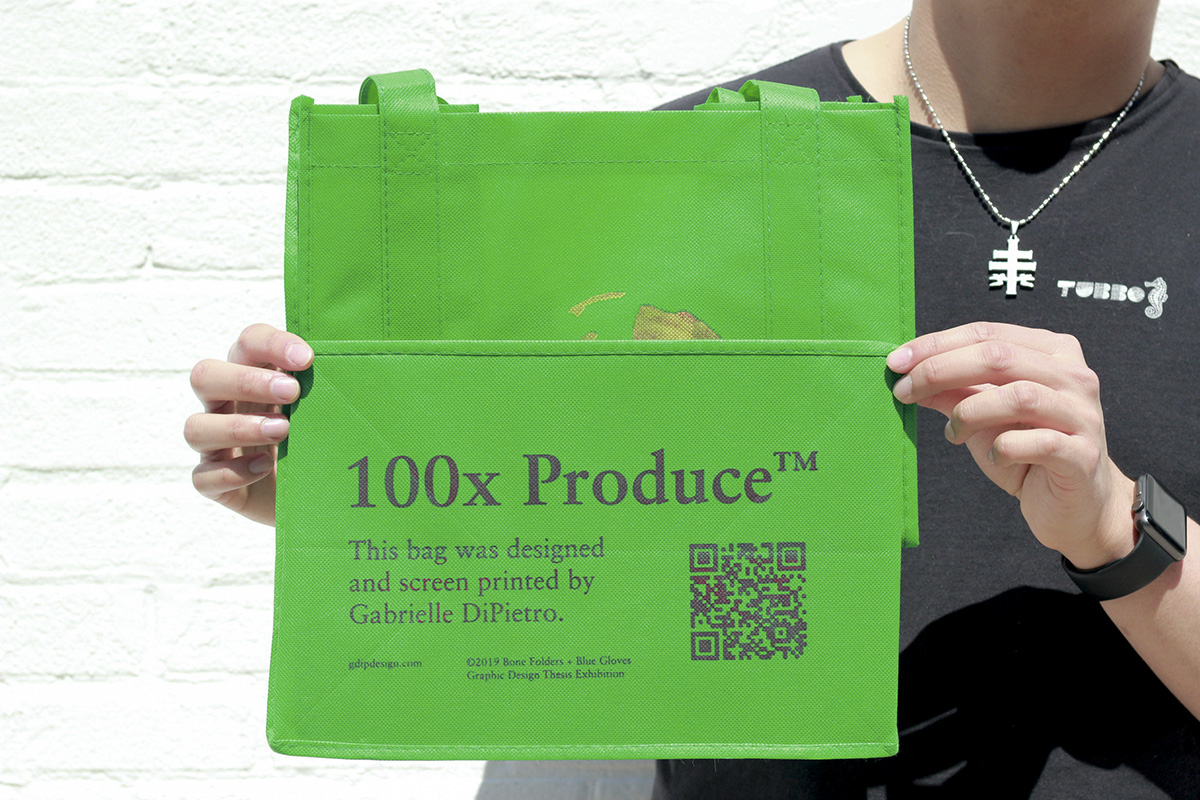 TUBBO
100x Produce™
This bag was designed
and screen printed by
Gabrielle DiPietro.
gdipdesign.com
©2019 Bone Folders + Blue Gloves
Graphic Design Thesis Exhibition